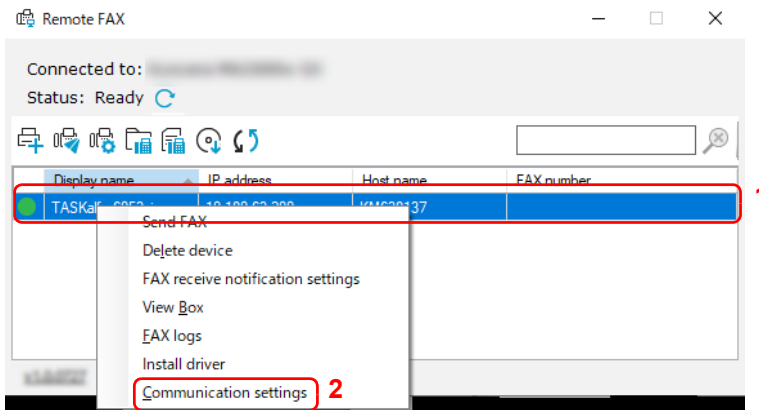 Remote FAX
Connected to:
Status: Ready
Display name IP address Host name FAX number
1
Send FAX
Delete device
FAX receive notification settings
View Box
FAX logs
Install driver
Communication settings 2